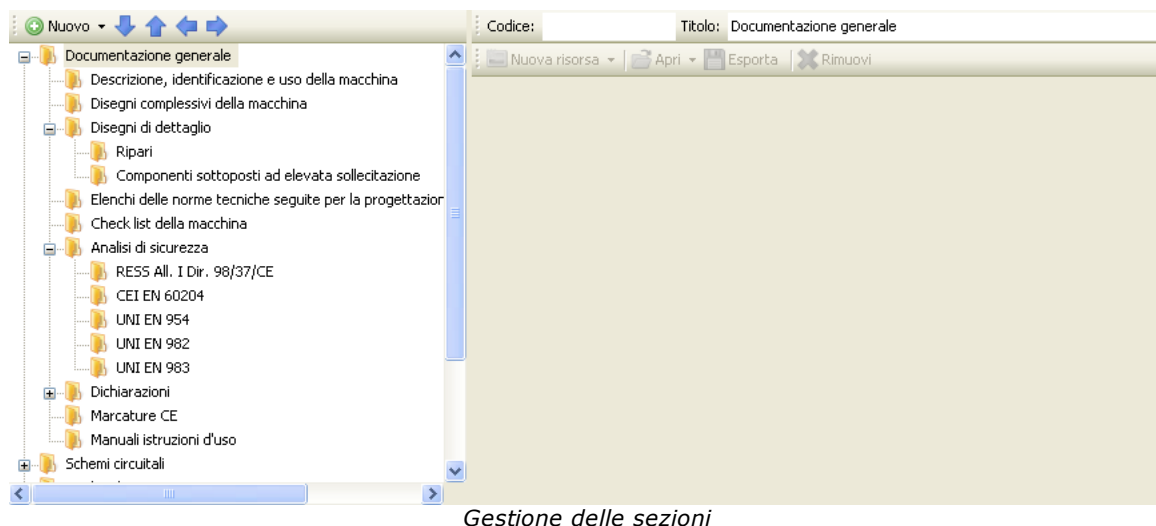 Nuovo
Codice: Titolo: Documentazione generale
Nuova risorsa Apri Esporta Rimuovi
Documentazione generale
Descrizione, identificazione e uso della macchina
Disegni complessivi della macchina
Disegni di dettaglio
Ripari
Componenti sottoposti ad elevata sollecitazione
Elenchi delle norme tecniche seguite per la progettazior
Check list della macchina
Analisi di sicurezza
RESS All. I Dir. 98/37/CE
CEI EN 60204
UNI EN 954
UNI EN 982
UNI EN 983
Dichiarazioni
Marcature CE
Manuali istruzioni d'uso
Schemi circuitali
Gestione delle sezioni